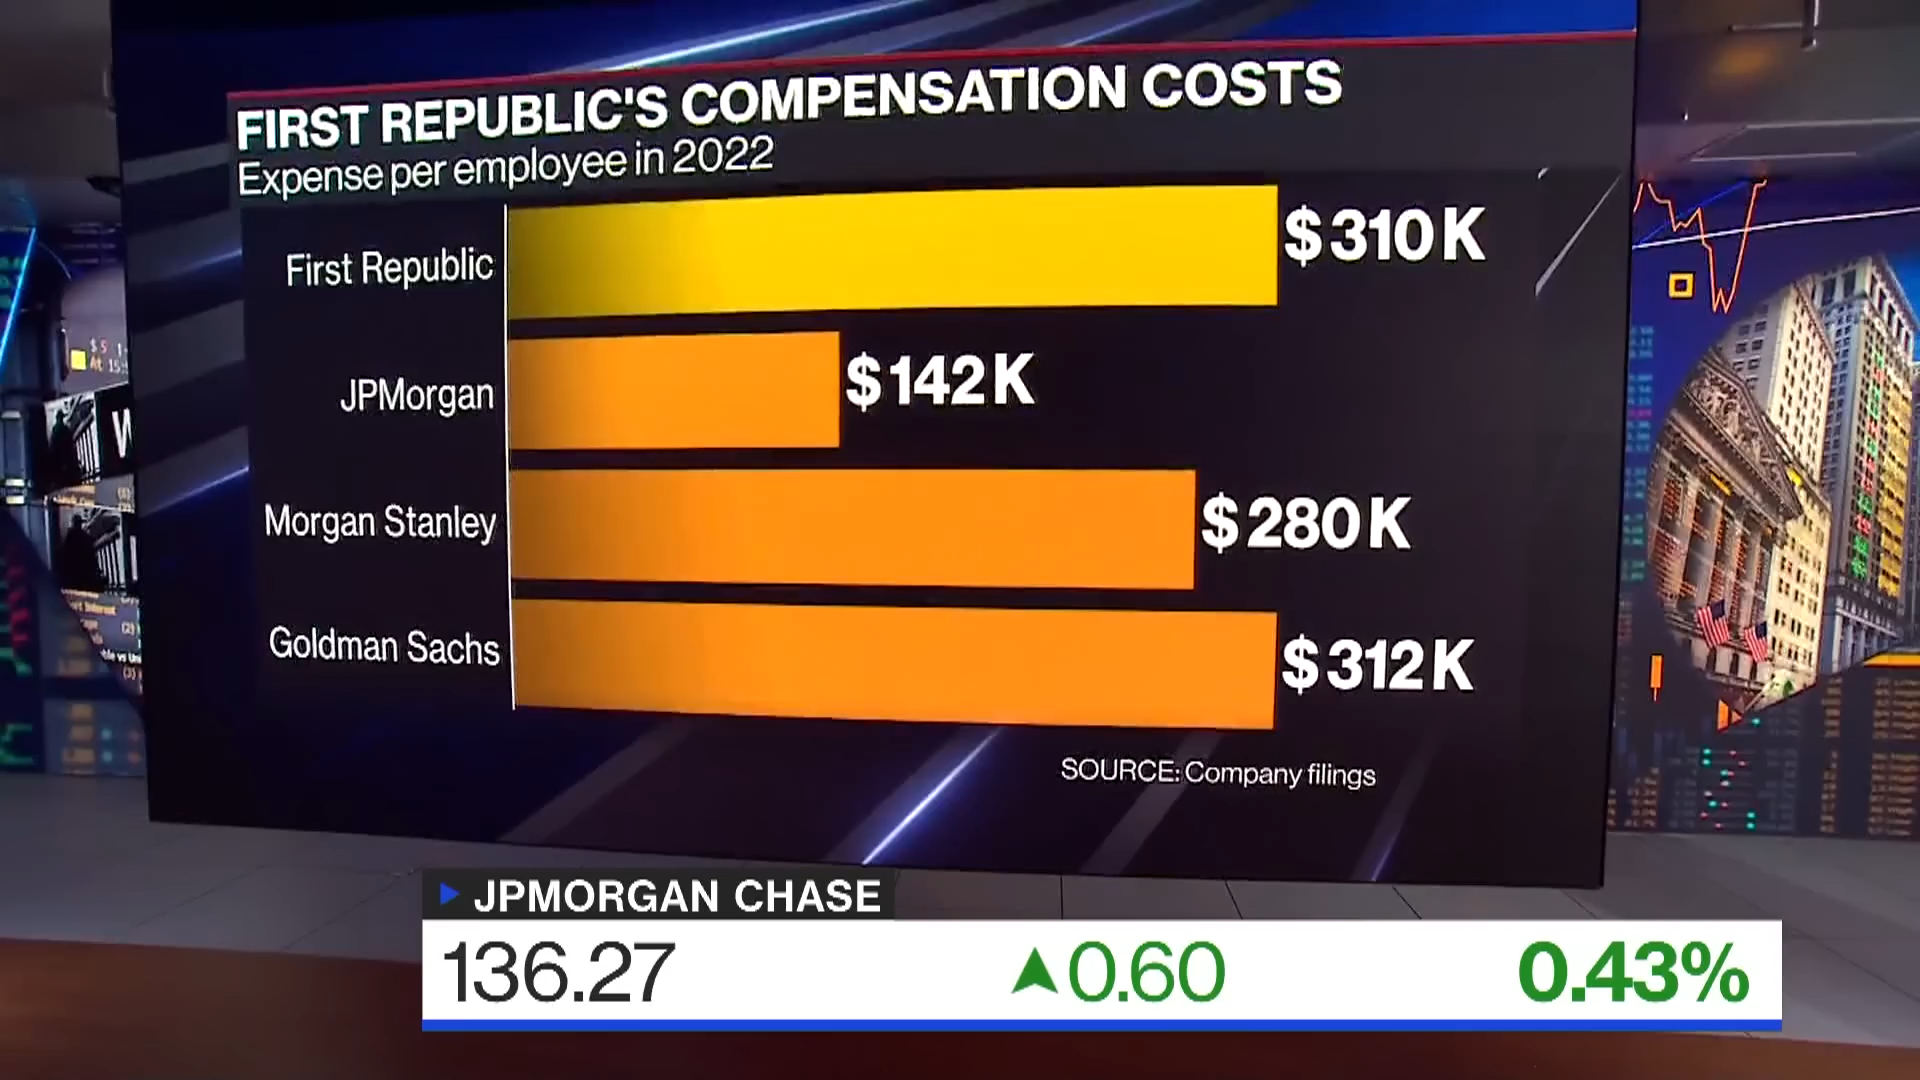 FIRST REPUBLIC'S COMPENSATION COSTS
Expense per employee in 2022
First Republic $310K
JPMorgan $142K
Morgan Stanley $280K
Goldman Sachs $312K
SOURCE: Company filings
JPMORGAN CHASE
136.27 ▲0.60 0.43%